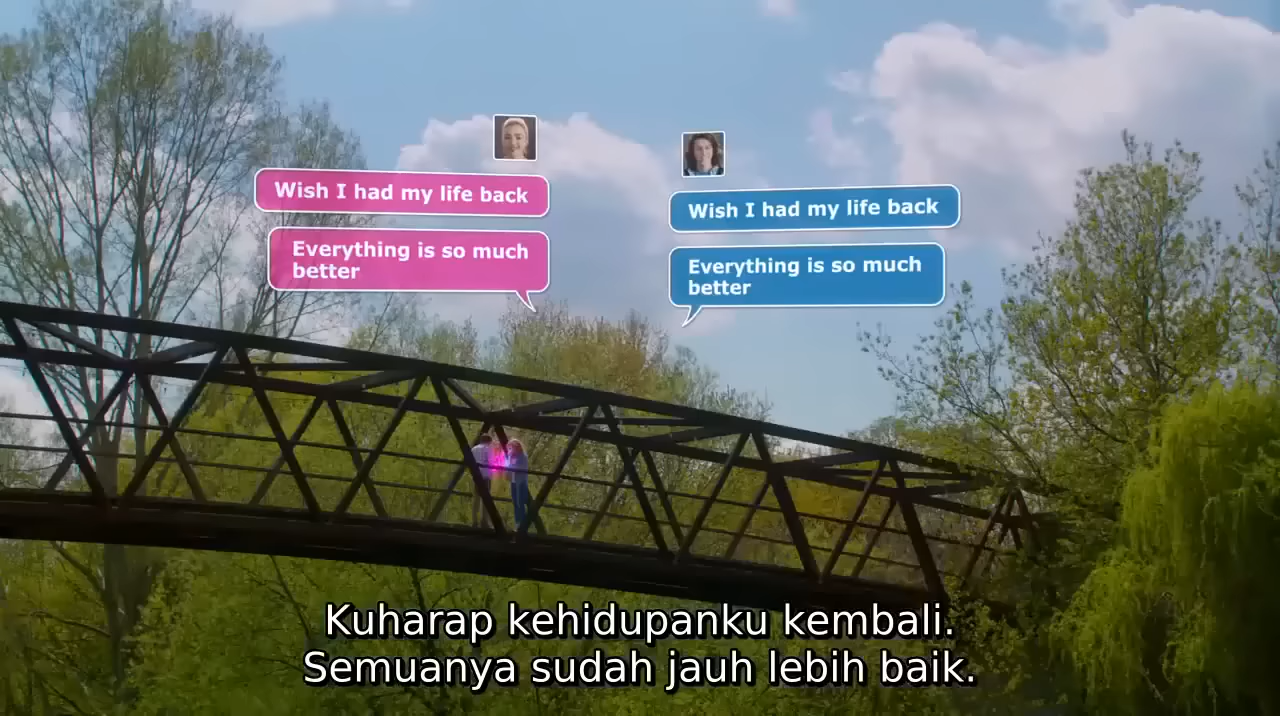 Wish I had my life back
Everything is so much
better
Wish I had my life back
Everything is so much
better
Kuharap kehidupanku kembali.
Semuanya sudah jauh lebih baik.